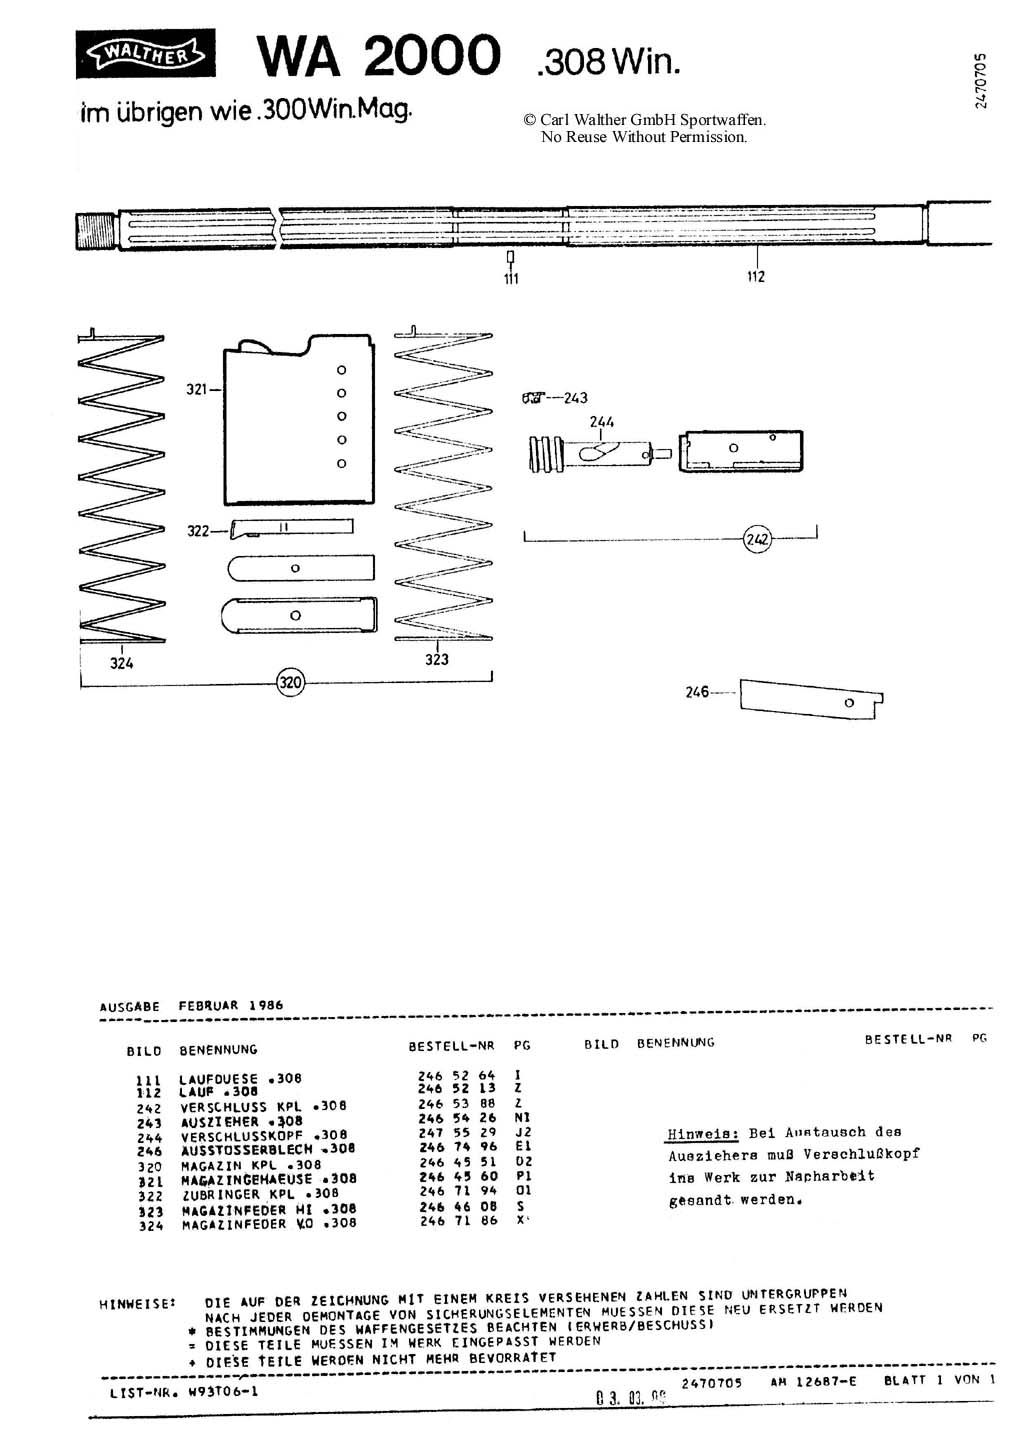 WALTHER
WA 2000 .308 Win.
im übrigen wie .300Win.Mag.
2470705
© Carl Walther GmbH Sportwaffen.
No Reuse Without Permission.
111
112
321
322
324
323
320
243
244
242
246
AUSGABE FEBRUAR 1986
BILD BENENNUNG BESTELL-NR PG BILD BENENNUNG BESTELL-NR PG
111 LAUFDUESE .308 246 52 64 I
112 LAUF .308 246 52 13 Z
242 VERSCHLUSS KPL .308 246 53 88 Z
243 AUSZIEHER .308 246 54 26 N1
244 VERSCHLUSSKOPF .308 247 55 29 J2
246 AUSSTOSSERBLECH .308 246 74 96 E1
320 MAGAZIN KPL .308 246 45 51 D2
321 MAGAZINGEHAEUSE .308 246 45 60 P1
322 ZUBRINGER KPL .308 246 71 94 O1
323 MAGAZINFEDER HI .308 246 46 08 S
324 MAGAZINFEDER VO .308 246 71 86 X
Hinweis: Bei Austausch des
Ausziehers muß Verschlußkopf
ins Werk zur Nacharbeit
gesandt werden.
HINWEISE: DIE AUF DER ZEICHNUNG MIT EINEM KREIS VERSEHENEN ZAHLEN SIND UNTERGRUPPEN
NACH JEDER DEMONTAGE VON SICHERUNGSELEMENTEN MUESSEN DIESE NEU ERSETZT WERDEN
* BESTIMMUNGEN DES WAFFENGESETZES BEACHTEN (ERWERB/BESCHUSS)
= DIESE TEILE MUESSEN IM WERK EINGEPASST WERDEN
+ DIESE TEILE WERDEN NICHT MEHR BEVORRATET
LIST-NR. W93T06-1 03. 03. 2470705 AM 12687-E BLATT 1 VON 1